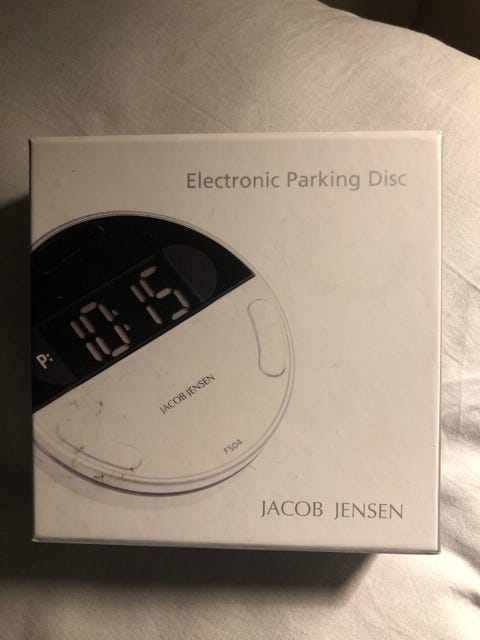 Electronic Parking Disc
P: 10:15
JACOB JENSEN
F504
JACOB JENSEN